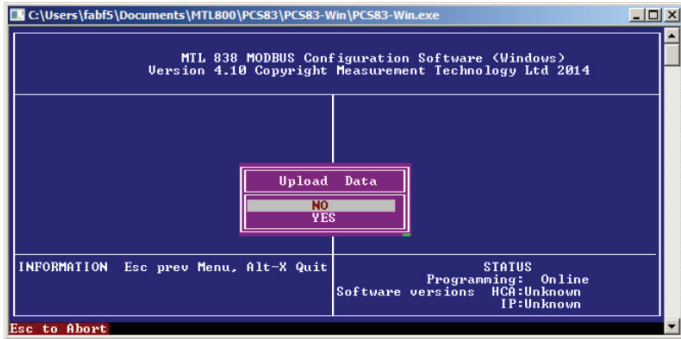 C:\Users\fabf5\Documents\MTL800\PCS83\PCS83-Win\PCS83-Win.exe
MTL 838 MODBUS Configuration Software (Windows)
Version 4.10 Copyright Measurement Technology Ltd 2014
Upload Data
NO
YES
INFORMATION Esc prev Menu, Alt-X Quit
STATUS
Programming: Online
Software versions HCA:Unknown
IP:Unknown
Esc to Abort